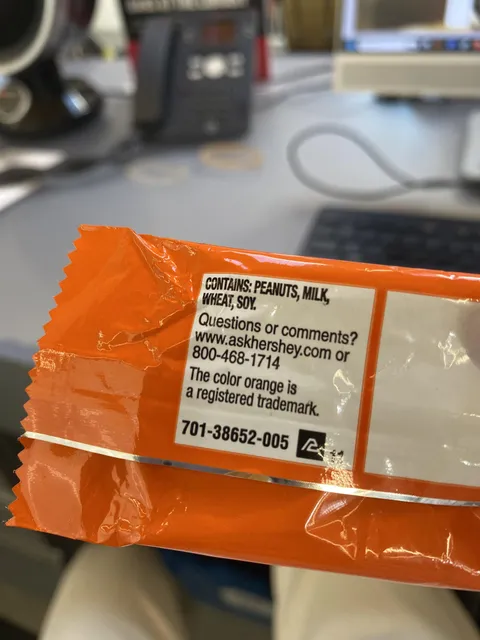 CONTAINS: PEANUTS, MILK,
WHEAT, SOY.
Questions or comments?
www.askhershey.com or
800-468-1714
The color orange is
a registered trademark.
701-38652-005